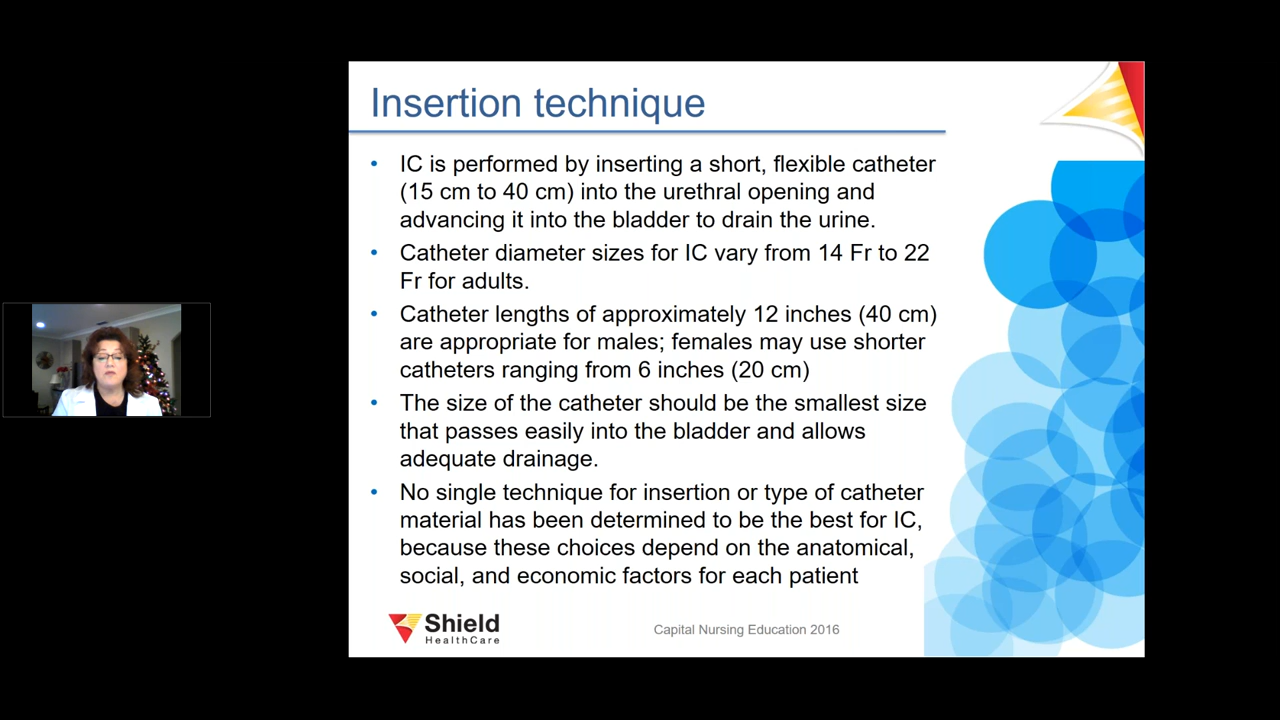 Insertion technique
• IC is performed by inserting a short, flexible catheter
(15 cm to 40 cm) into the urethral opening and
advancing it into the bladder to drain the urine.
• Catheter diameter sizes for IC vary from 14 Fr to 22
Fr for adults.
• Catheter lengths of approximately 12 inches (40 cm)
are appropriate for males; females may use shorter
catheters ranging from 6 inches (20 cm)
• The size of the catheter should be the smallest size
that passes easily into the bladder and allows
adequate drainage.
• No single technique for insertion or type of catheter
material has been determined to be the best for IC,
because these choices depend on the anatomical,
social, and economic factors for each patient
Shield
HealthCare
Capital Nursing Education 2016